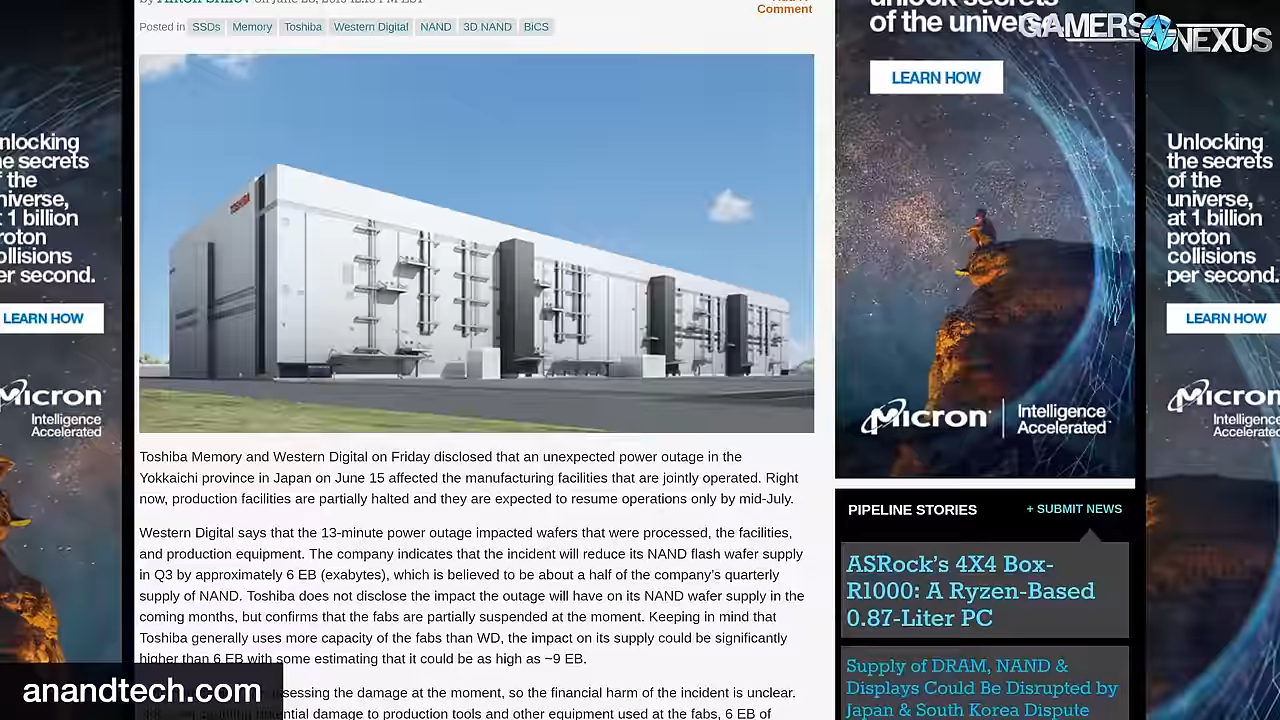 Comment
Posted in SSDs Memory Toshiba Western Digital NAND 3D NAND BiCS
TOSHIBA
Toshiba Memory and Western Digital on Friday disclosed that an unexpected power outage in the
Yokkaichi province in Japan on June 15 affected the manufacturing facilities that are jointly operated. Right
now, production facilities are partially halted and they are expected to resume operations only by mid-July.
Western Digital says that the 13-minute power outage impacted wafers that were processed, the facilities,
and production equipment. The company indicates that the incident will reduce its NAND flash wafer supply
in Q3 by approximately 6 EB (exabytes), which is believed to be about a half of the company's quarterly
supply of NAND. Toshiba does not disclose the impact the outage will have on its NAND wafer supply in the
coming months, but confirms that the fabs are partially suspended at the moment. Keeping in mind that
Toshiba generally uses more capacity of the fabs than WD, the impact on its supply could be significantly
higher than 6 EB with some estimating that it could be as high as ~9 EB.
the damage at the moment, so the financial harm of the incident is unclear.
damage to production tools and other equipment used at the fabs, 6 EB of
anandtech.com
of the universe
LEARN HOW
Micron
Intelligence
Accelerated
GAMERS NEXUS
PIPELINE STORIES
+ SUBMIT NEWS
ASRock's 4X4 Box-
R1000: A Ryzen-Based
0.87-Liter PC
Supply of DRAM, NAND &
Displays Could Be Disrupted by
Japan & South Korea Dispute
Unlocking
the secrets
of the
universe,
at 1 billion
proton
collisions
per second.
LEARN HOW
Micron
Intelligence
Accelerated
nlocking
e secrets
the
niverse,
1 billion
roton
ollisions
er second.
LEARN HOW
Micron
Intelligence
Accelerated